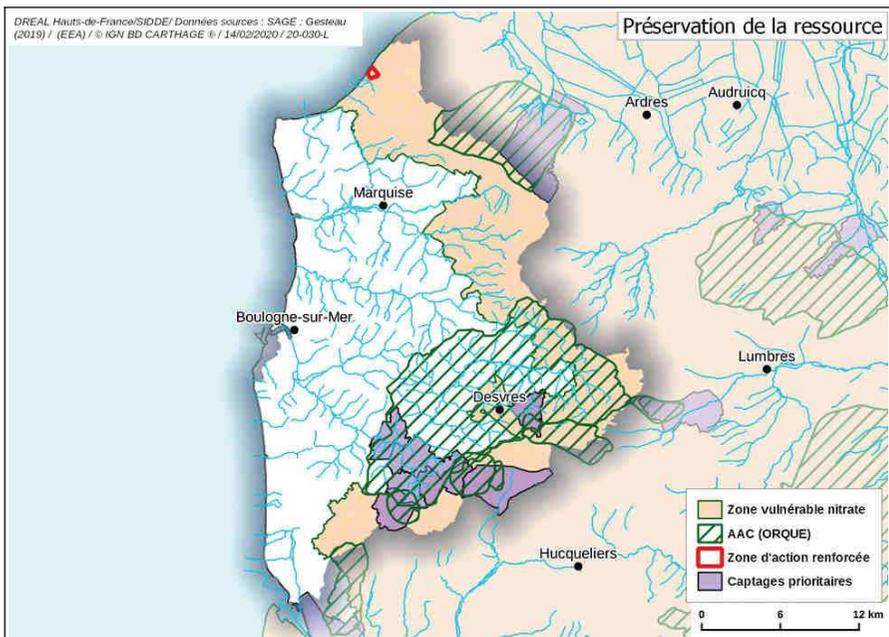 DREAL Hauts-de-France/SIDDE/ Données sources : SAGE : Gesteau
(2019) / (EEA) / © IGN BD CARTHAGE ® / 14/02/2020 / 20-030-L
Préservation de la ressource
Audruicq
Ardres
Marquise
Boulogne-sur-Mer
Lumbres
Desvres
Hucqueliers
Zone vulnérable nitrate
AAC (ORQUE)
Zone d'action renforcée
Captages prioritaires
0 6 12 km